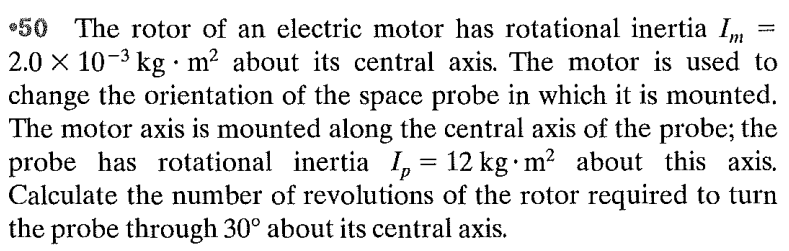 •50 The rotor of an electric motor has rotational inertia Iₘ =
2.0 × 10⁻³ kg · m² about its central axis. The motor is used to
change the orientation of the space probe in which it is mounted.
The motor axis is mounted along the central axis of the probe; the
probe has rotational inertia Iₚ = 12 kg · m² about this axis.
Calculate the number of revolutions of the rotor required to turn
the probe through 30° about its central axis.